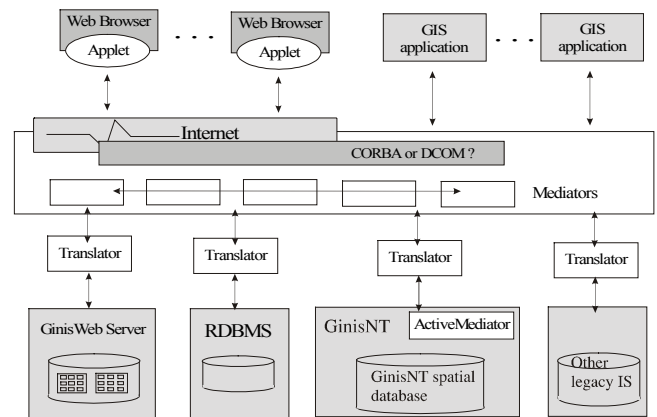 Web Browser
Applet
Web Browser
Applet
GIS
application
GIS
application
Internet
CORBA or DCOM ?
Mediators
Translator
Translator
Translator
Translator
GinisWeb Server
RDBMS
GinisNT
ActiveMediator
GinisNT spatial
database
Other
legacy IS